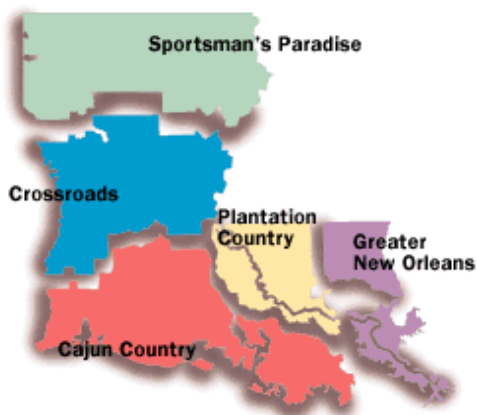 Sportsman's Paradise
Crossroads
Plantation
Country
Greater
New Orleans
Cajun Country